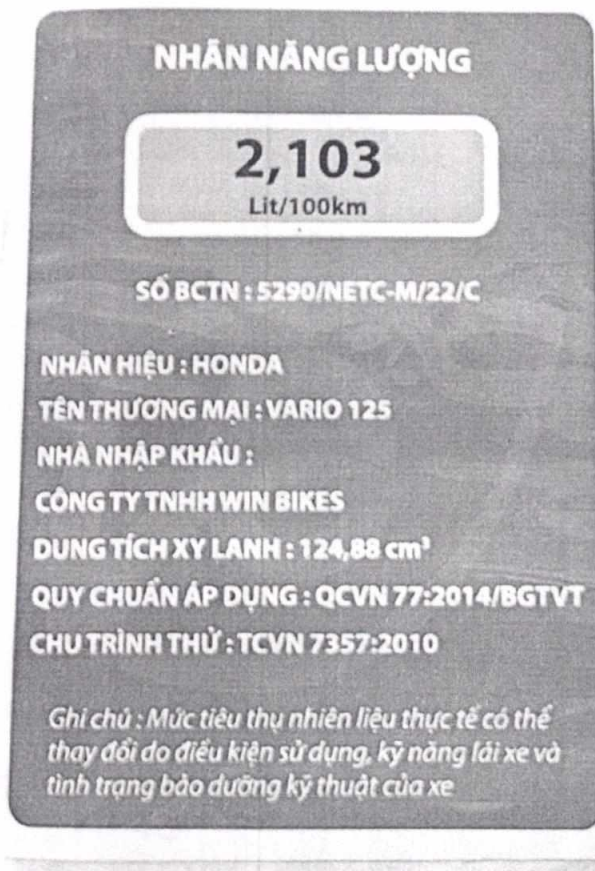 NHÃN NĂNG LƯỢNG
2,103
Lit/100km
SỐ BCTN : 5290/NETC-M/22/C
NHÃN HIỆU : HONDA
TÊN THƯƠNG MẠI : VARIO 125
NHÀ NHẬP KHẨU :
CÔNG TY TNHH WIN BIKES
DUNG TÍCH XY LANH : 124,88 cm³
QUY CHUẨN ÁP DỤNG : QCVN 77:2014/BGTVT
CHU TRÌNH THỬ : TCVN 7357:2010
Ghi chú : Mức tiêu thụ nhiên liệu thực tế có thể
thay đổi do điều kiện sử dụng, kỹ năng lái xe và
tình trạng bảo dưỡng kỹ thuật của xe